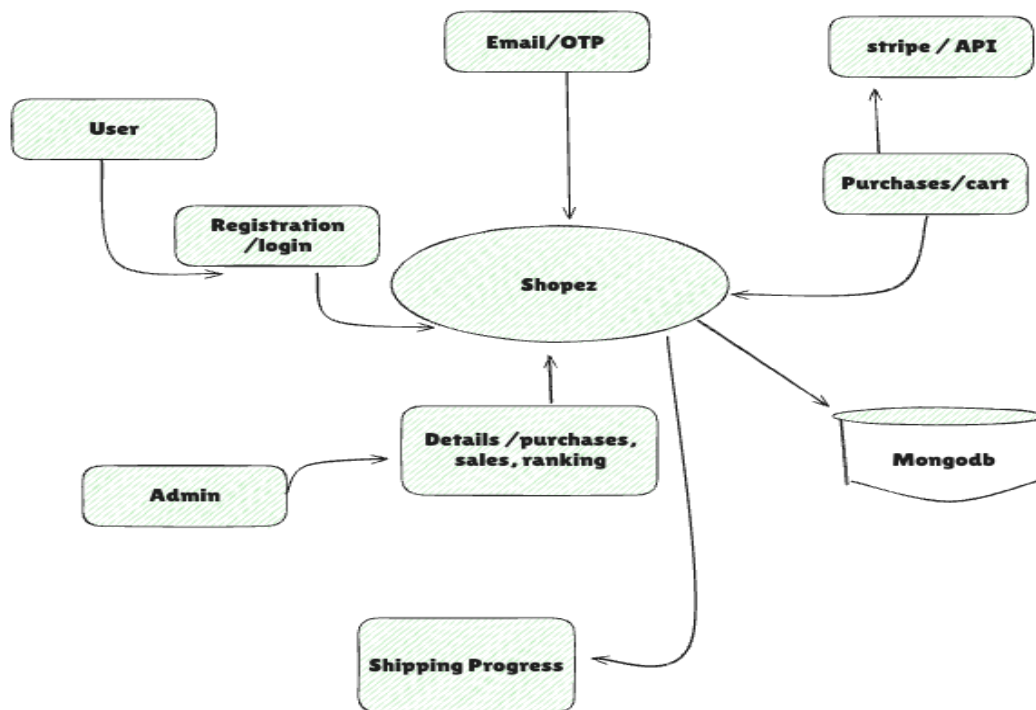 Email/OTP
stripe / API
User
Purchases/cart
Registration
/login
Shopez
Details /purchases,
sales, ranking
Mongodb
Admin
Shipping Progress